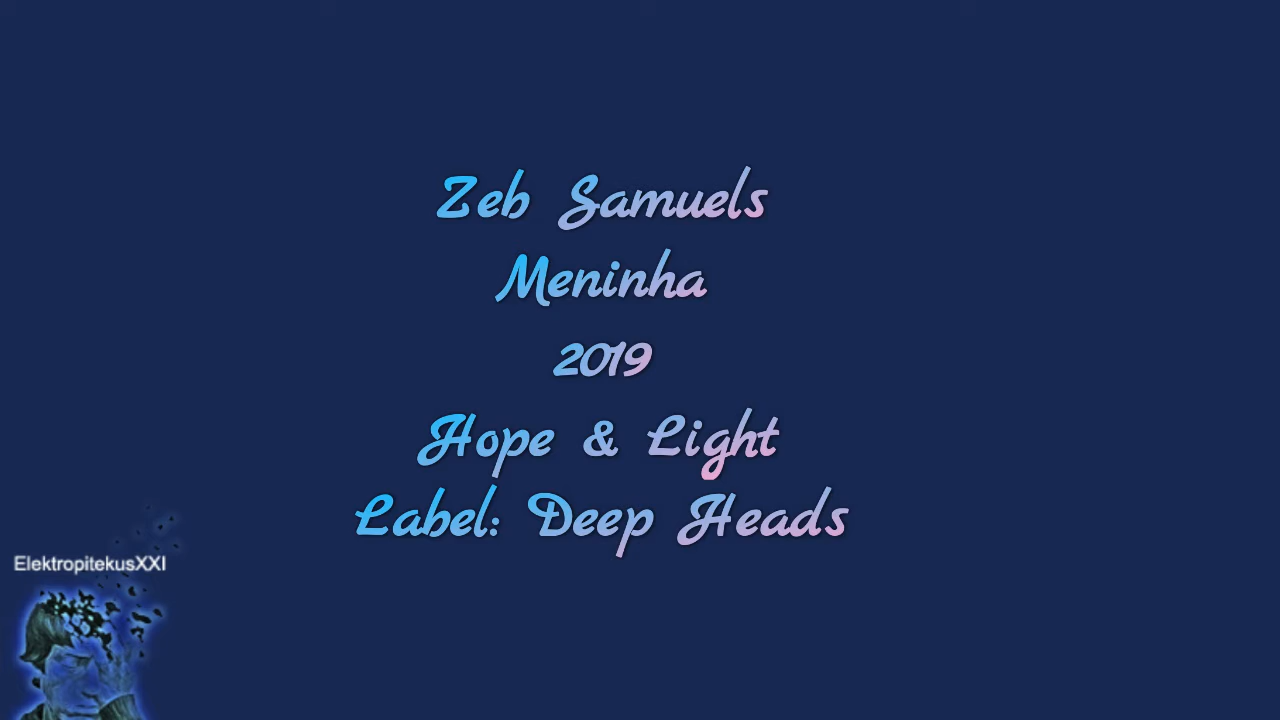 Zeb Samuels
Meninha
2019
Hope & Light
Label: Deep Heads
ElektropitekusXXI